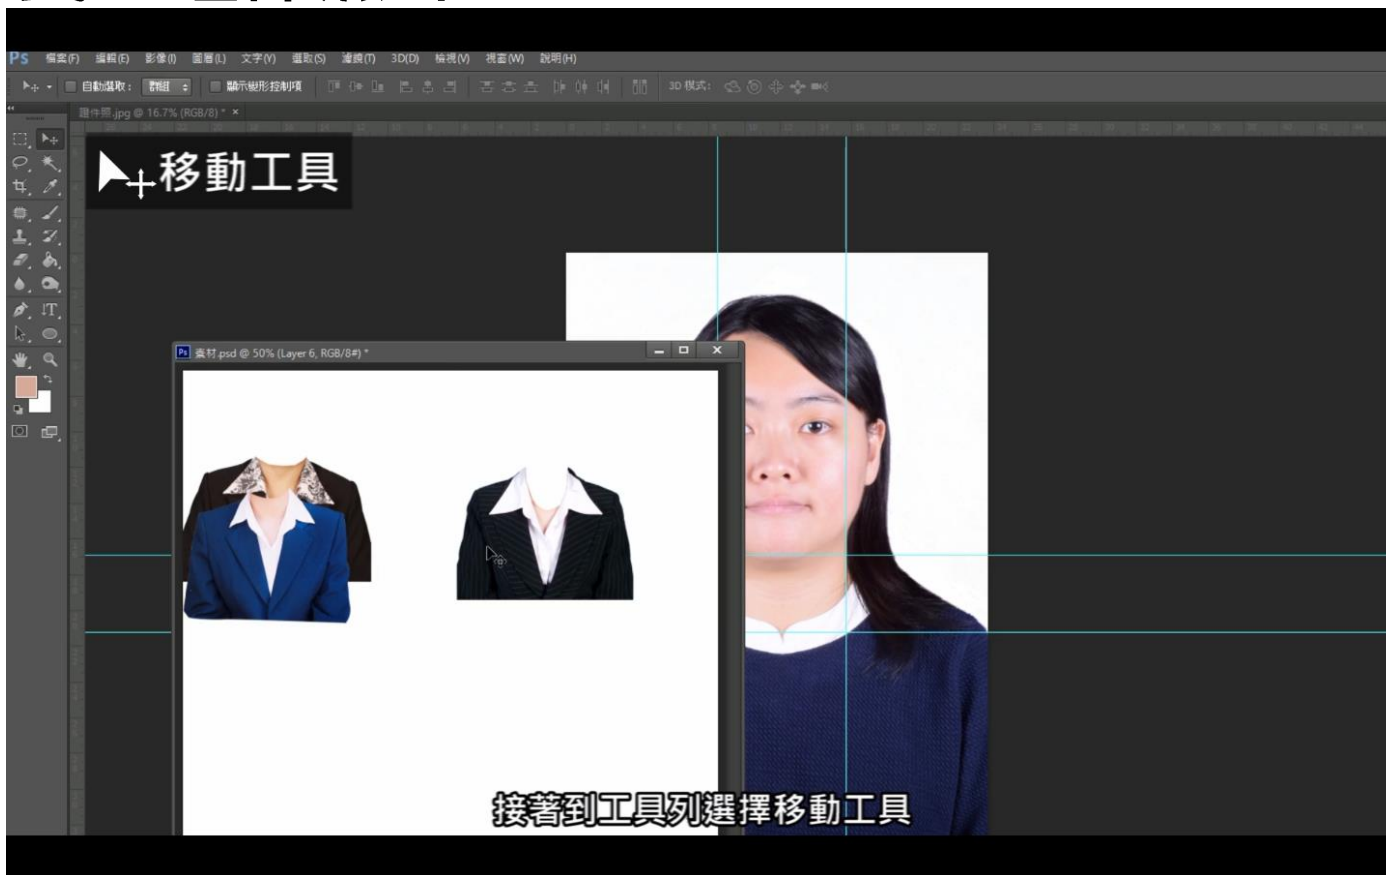 Ps 檔案(F) 編輯(E) 影像(I) 圖層(L) 文字(Y) 選取(S) 濾鏡(T) 3D(D) 檢視(V) 視窗(W) 說明(H)
自動選取： 群組 顯示變形控制項 3D 模式：
證件照.jpg @ 16.7% (RGB/8) * ×
移動工具
Ps 素材.psd @ 50% (Layer 6, RGB/8#) *
接著到工具列選擇移動工具